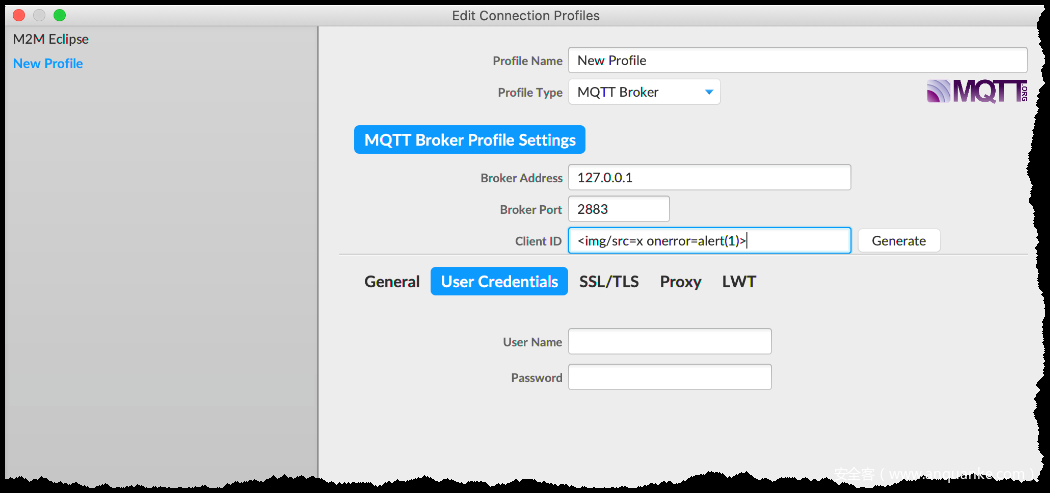 Edit Connection Profiles
M2M Eclipse
New Profile
Profile Name New Profile
Profile Type MQTT Broker
MQTT.ORG
MQTT Broker Profile Settings
Broker Address 127.0.0.1
Broker Port 2883
Client ID <img/src=x onerror=alert(1)> Generate
General User Credentials SSL/TLS Proxy LWT
User Name
Password
安全客 ( www.anquanke.com )